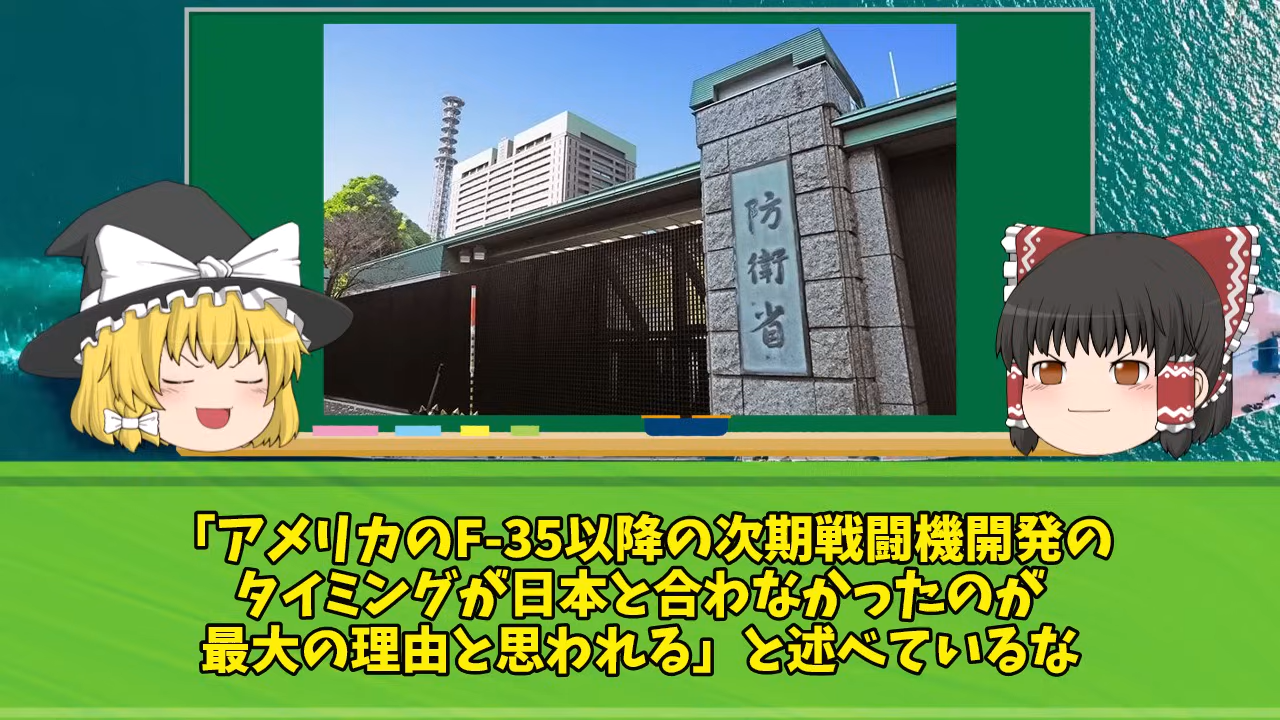 防衛省
「アメリカのF-35以降の次期戦闘機開発の
タイミングが日本と合わなかったのが
最大の理由と思われる」と述べているな